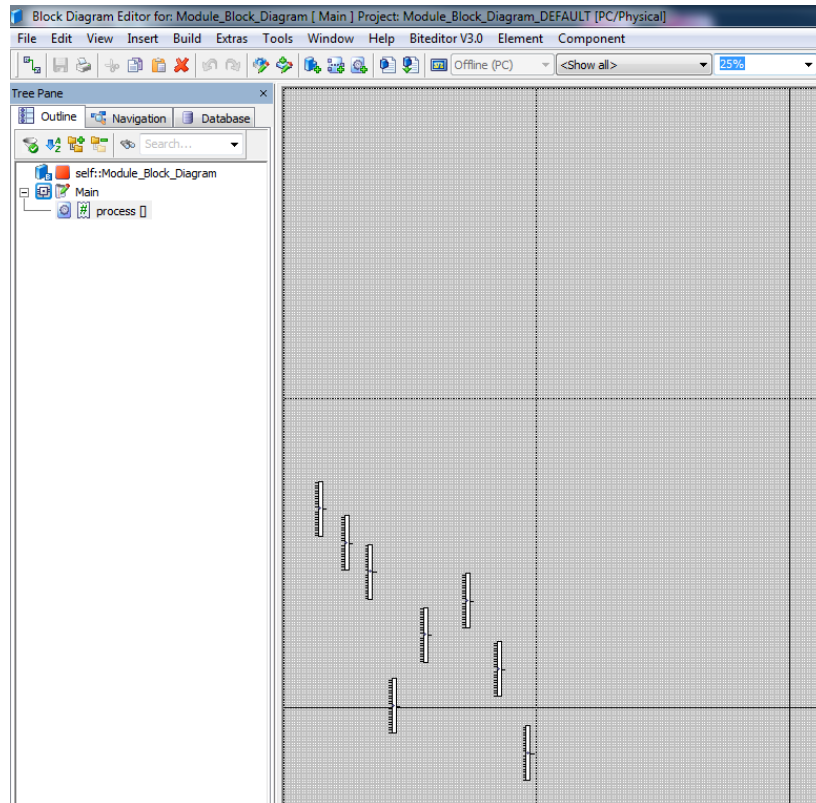 Block Diagram Editor for: Module_Block_Diagram [ Main ] Project: Module_Block_Diagram_DEFAULT [PC/Physical]
File Edit View Insert Build Extras Tools Window Help Biteditor V3.0 Element Component
Offline (PC) <Show all> 25%
Tree Pane
Outline Navigation Database
Search...
self::Module_Block_Diagram
Main
# process []